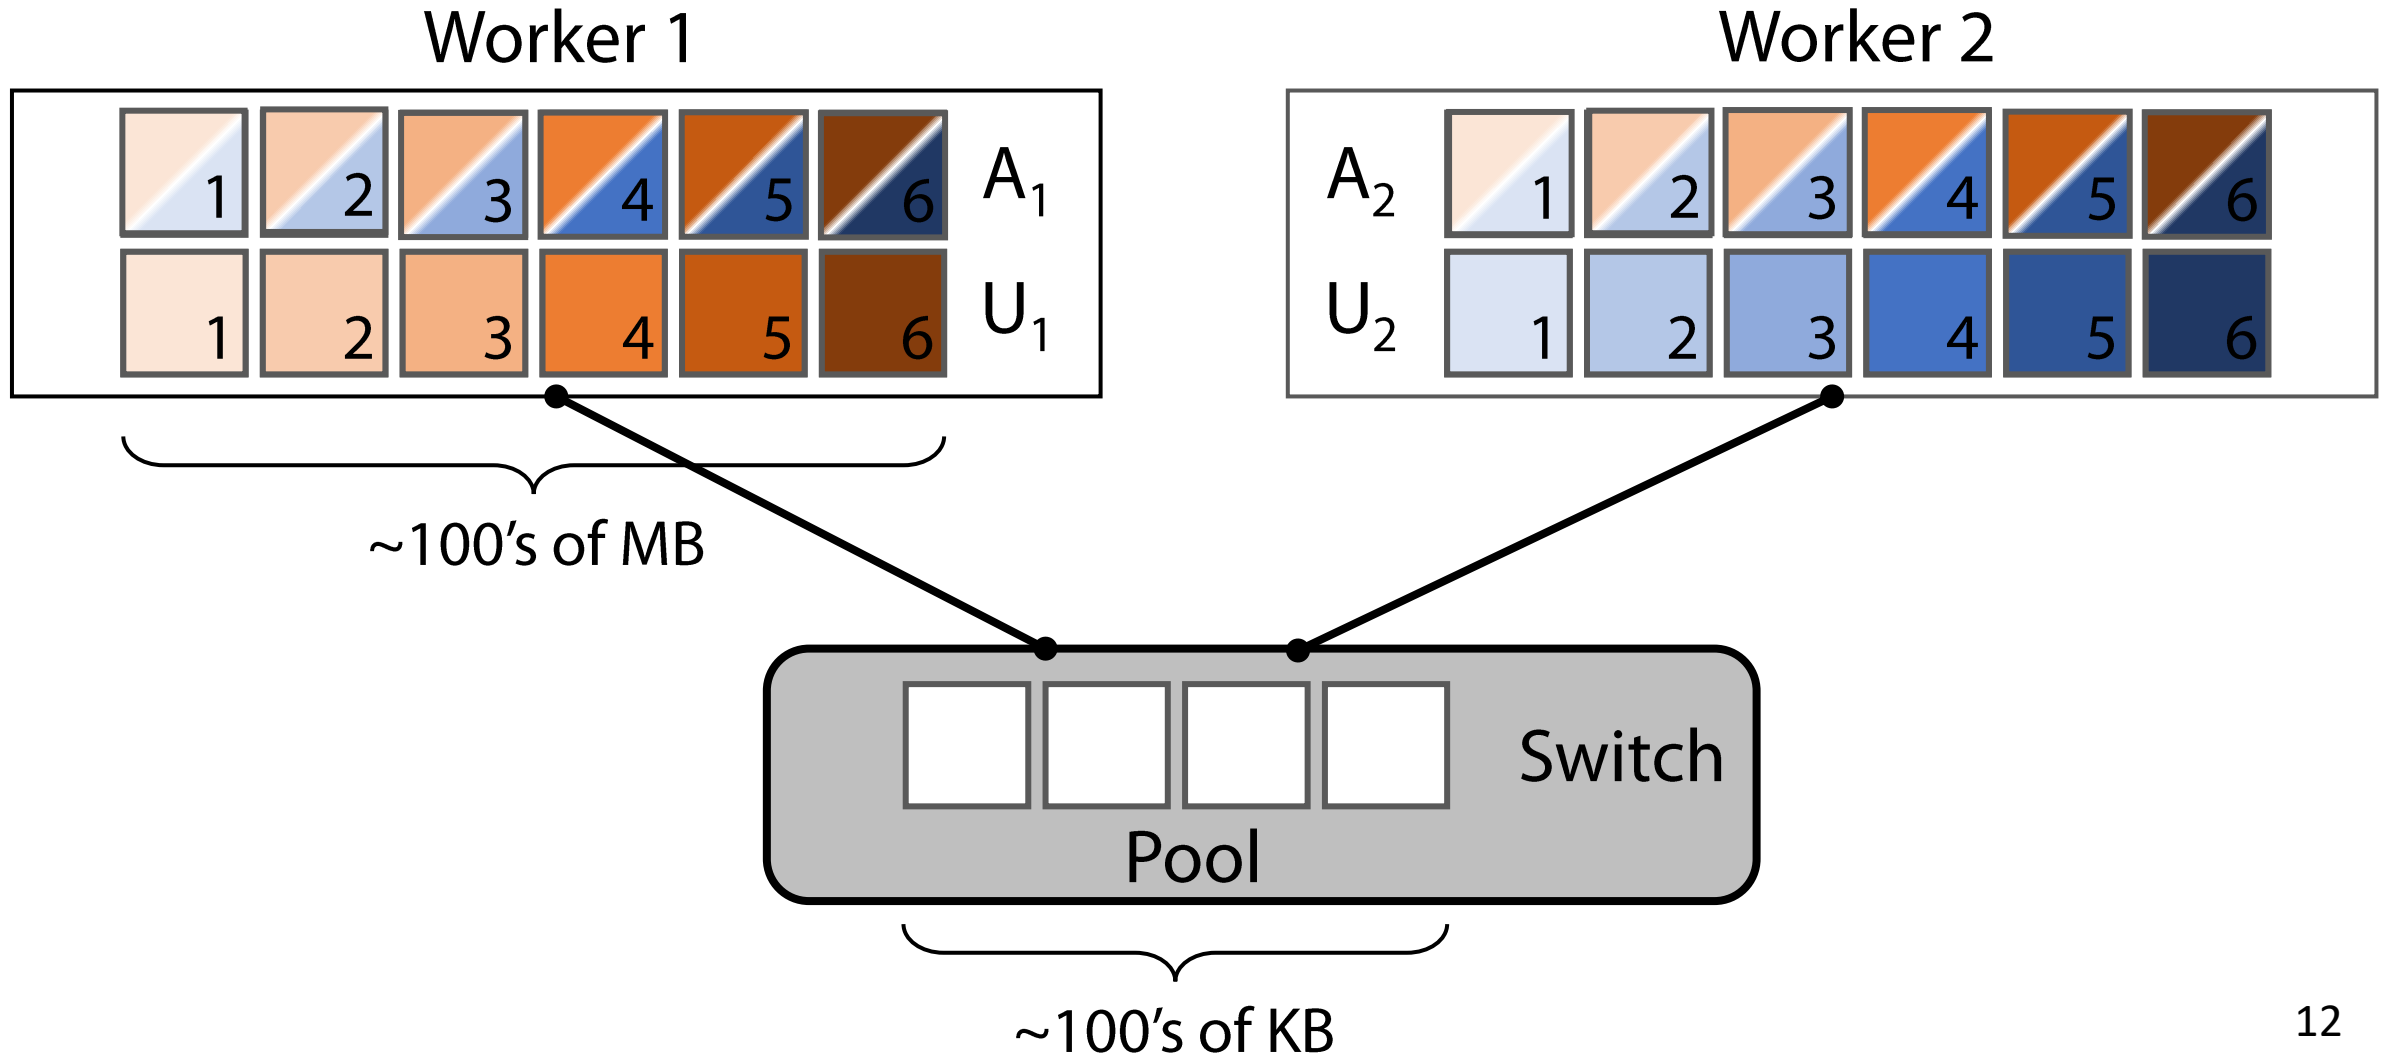 Worker 1
Worker 2
1 2 3 4 5 6 A1
1 2 3 4 5 6 U1
A2 1 2 3 4 5 6
U2 1 2 3 4 5 6
~100’s of MB
Switch
Pool
~100’s of KB
12